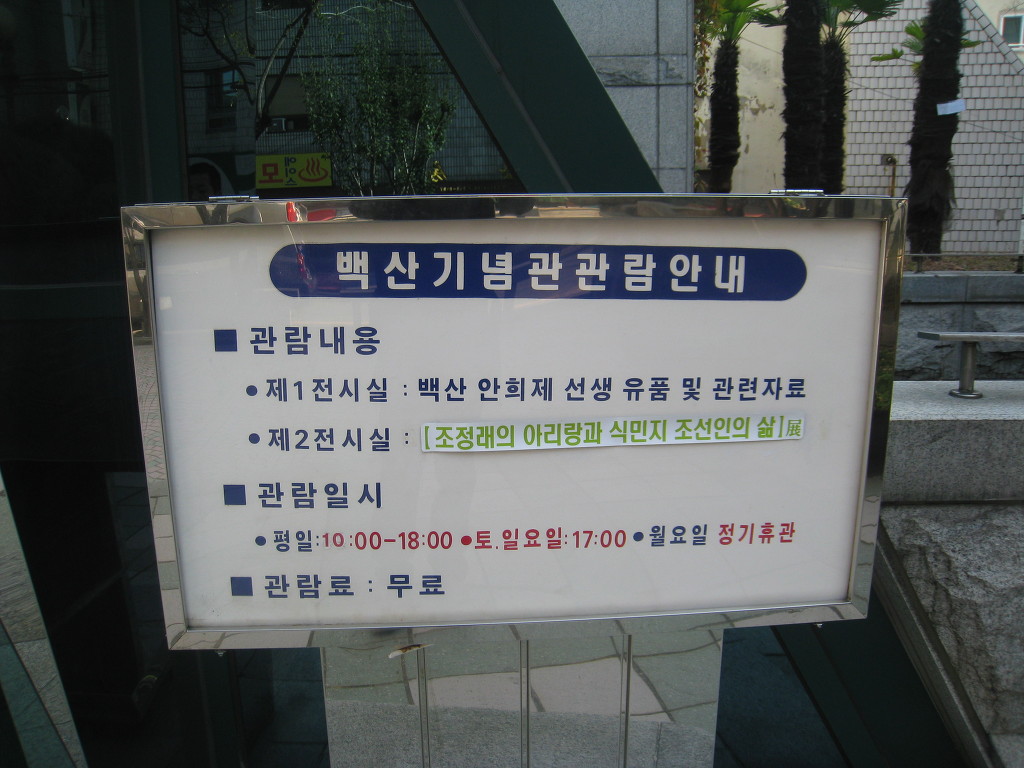 백산기념관관람안내
■ 관람내용
● 제1전시실 : 백산 안희제 선생 유품 및 관련자료
● 제2전시실 : [조정래의 아리랑과 식민지 조선인의 삶]展
■ 관람일시
● 평일:10:00-18:00 ● 토.일요일:17:00 ● 월요일 정기휴관
■ 관람료 : 무료